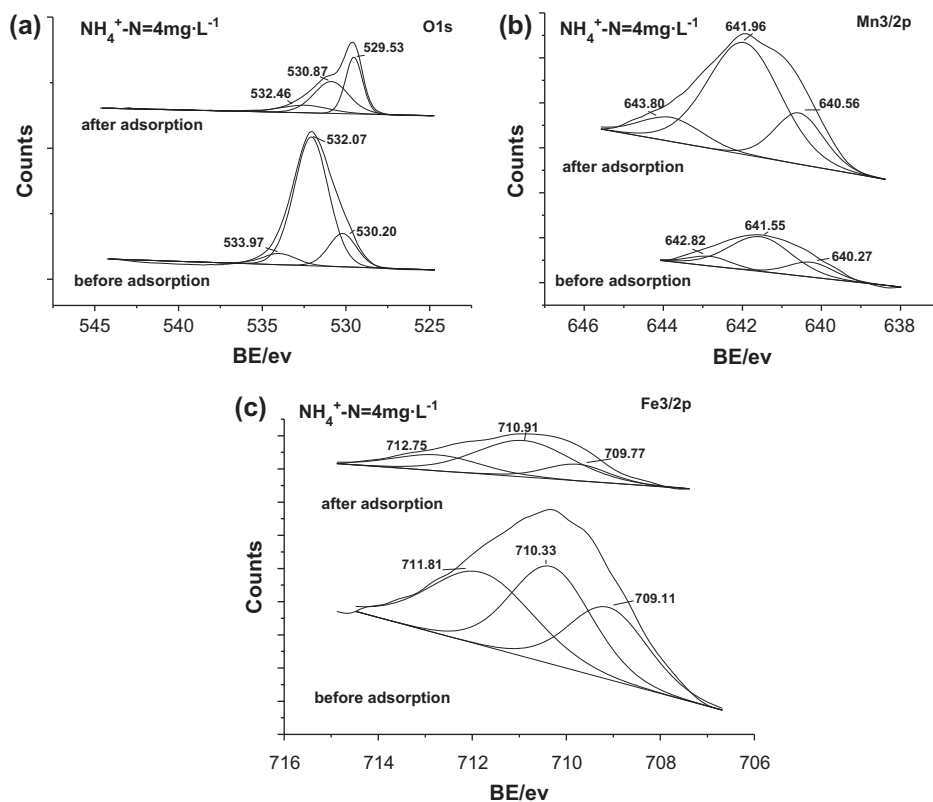 (a)
NH₄⁺-N=4mg·L⁻¹
O1s
529.53
530.87
532.46
after adsorption
532.07
530.20
533.97
before adsorption
Counts
545
540
535
530
525
BE/ev
(b)
NH₄⁺-N=4mg·L⁻¹
Mn3/2p
641.96
643.80
640.56
after adsorption
641.55
642.82
640.27
before adsorption
Counts
646
644
642
640
638
BE/ev
(c)
NH₄⁺-N=4mg·L⁻¹
Fe3/2p
710.91
712.75
709.77
after adsorption
711.81
710.33
709.11
before adsorption
Counts
716
714
712
710
708
706
BE/ev